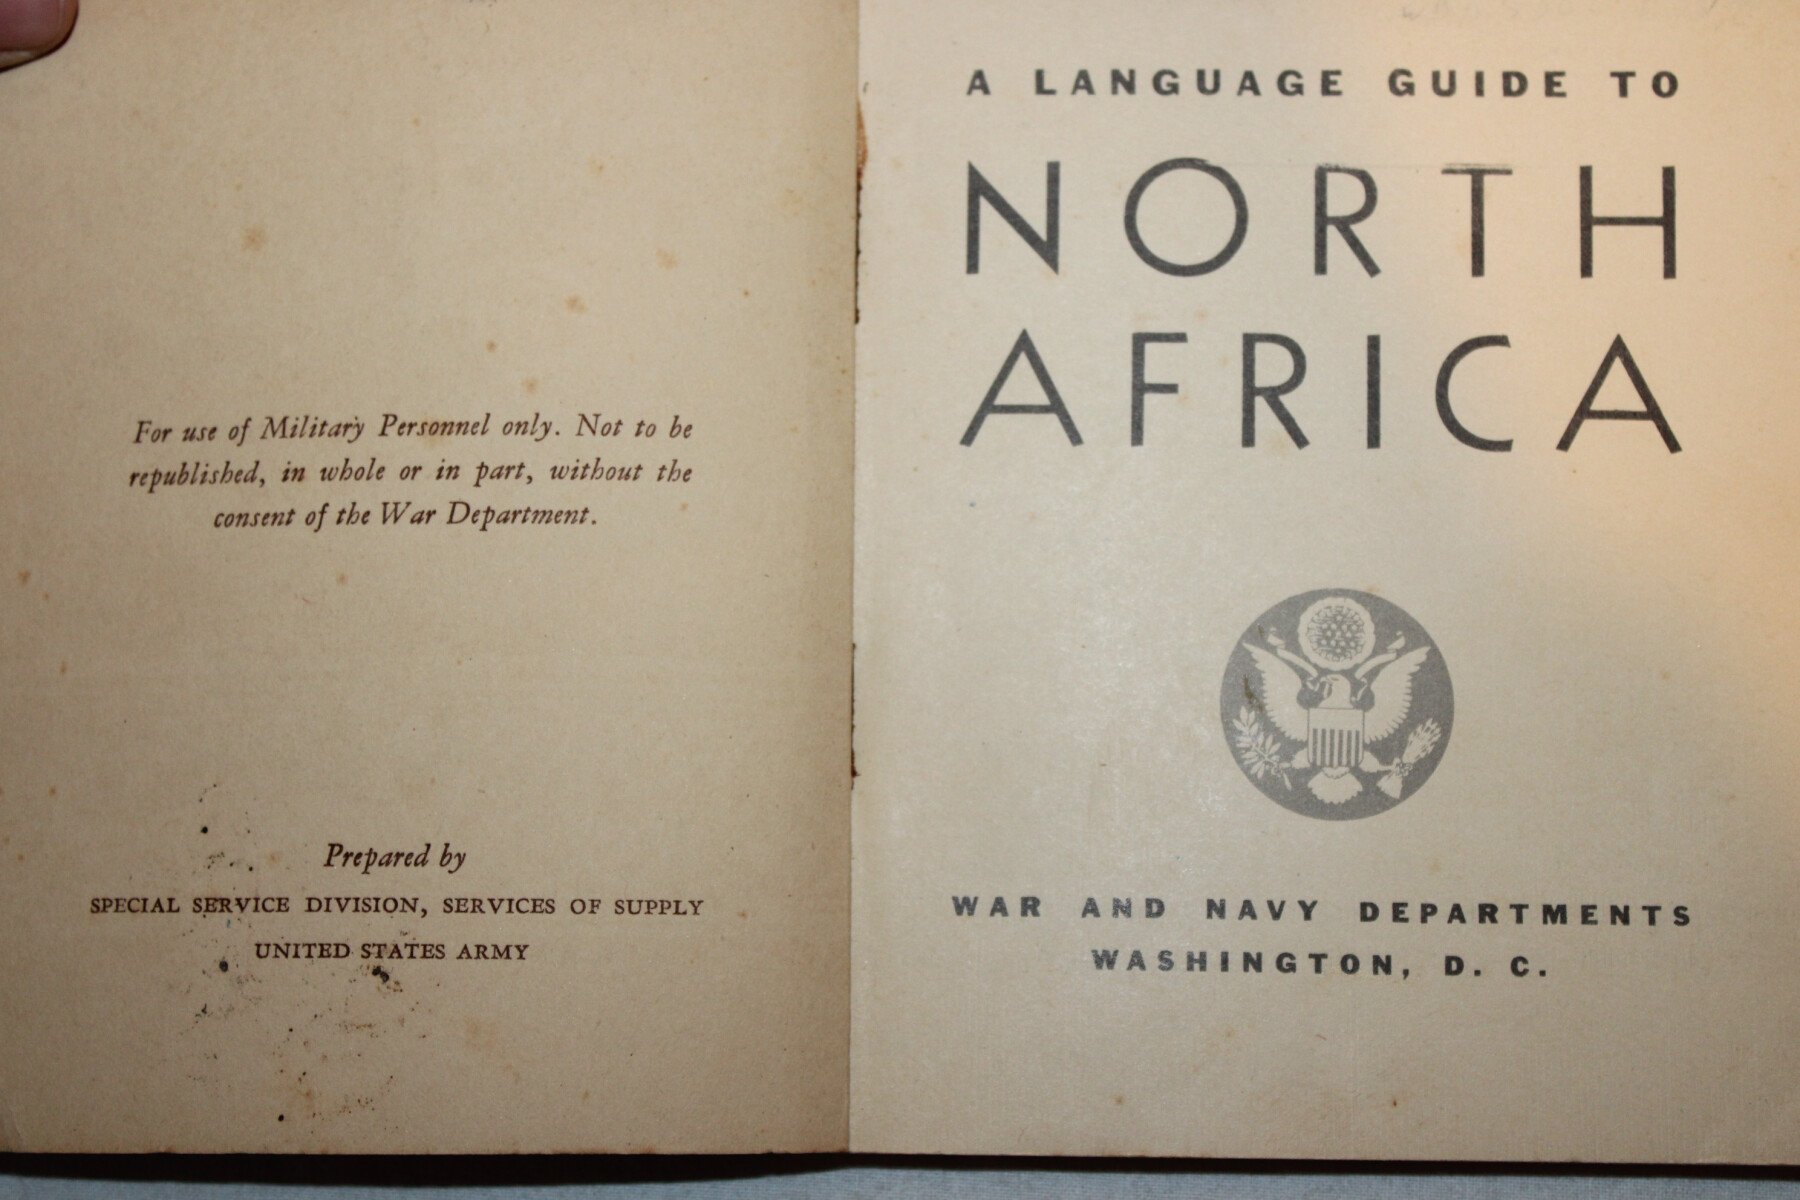 For use of Military Personnel only. Not to be
republished, in whole or in part, without the
consent of the War Department.
Prepared by
SPECIAL SERVICE DIVISION, SERVICES OF SUPPLY
UNITED STATES ARMY
A LANGUAGE GUIDE TO
NORTH
AFRICA
WAR AND NAVY DEPARTMENTS
WASHINGTON, D. C.